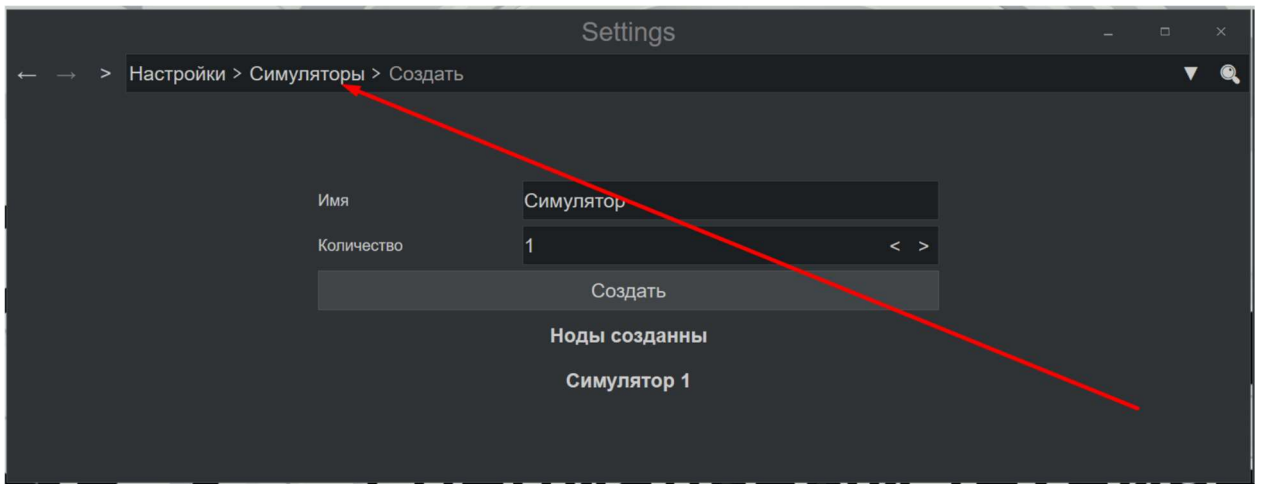 Settings
← → > Настройки > Симуляторы > Создать
Имя Симулятор
Количество 1 < >
Создать
Ноды созданны
Симулятор 1